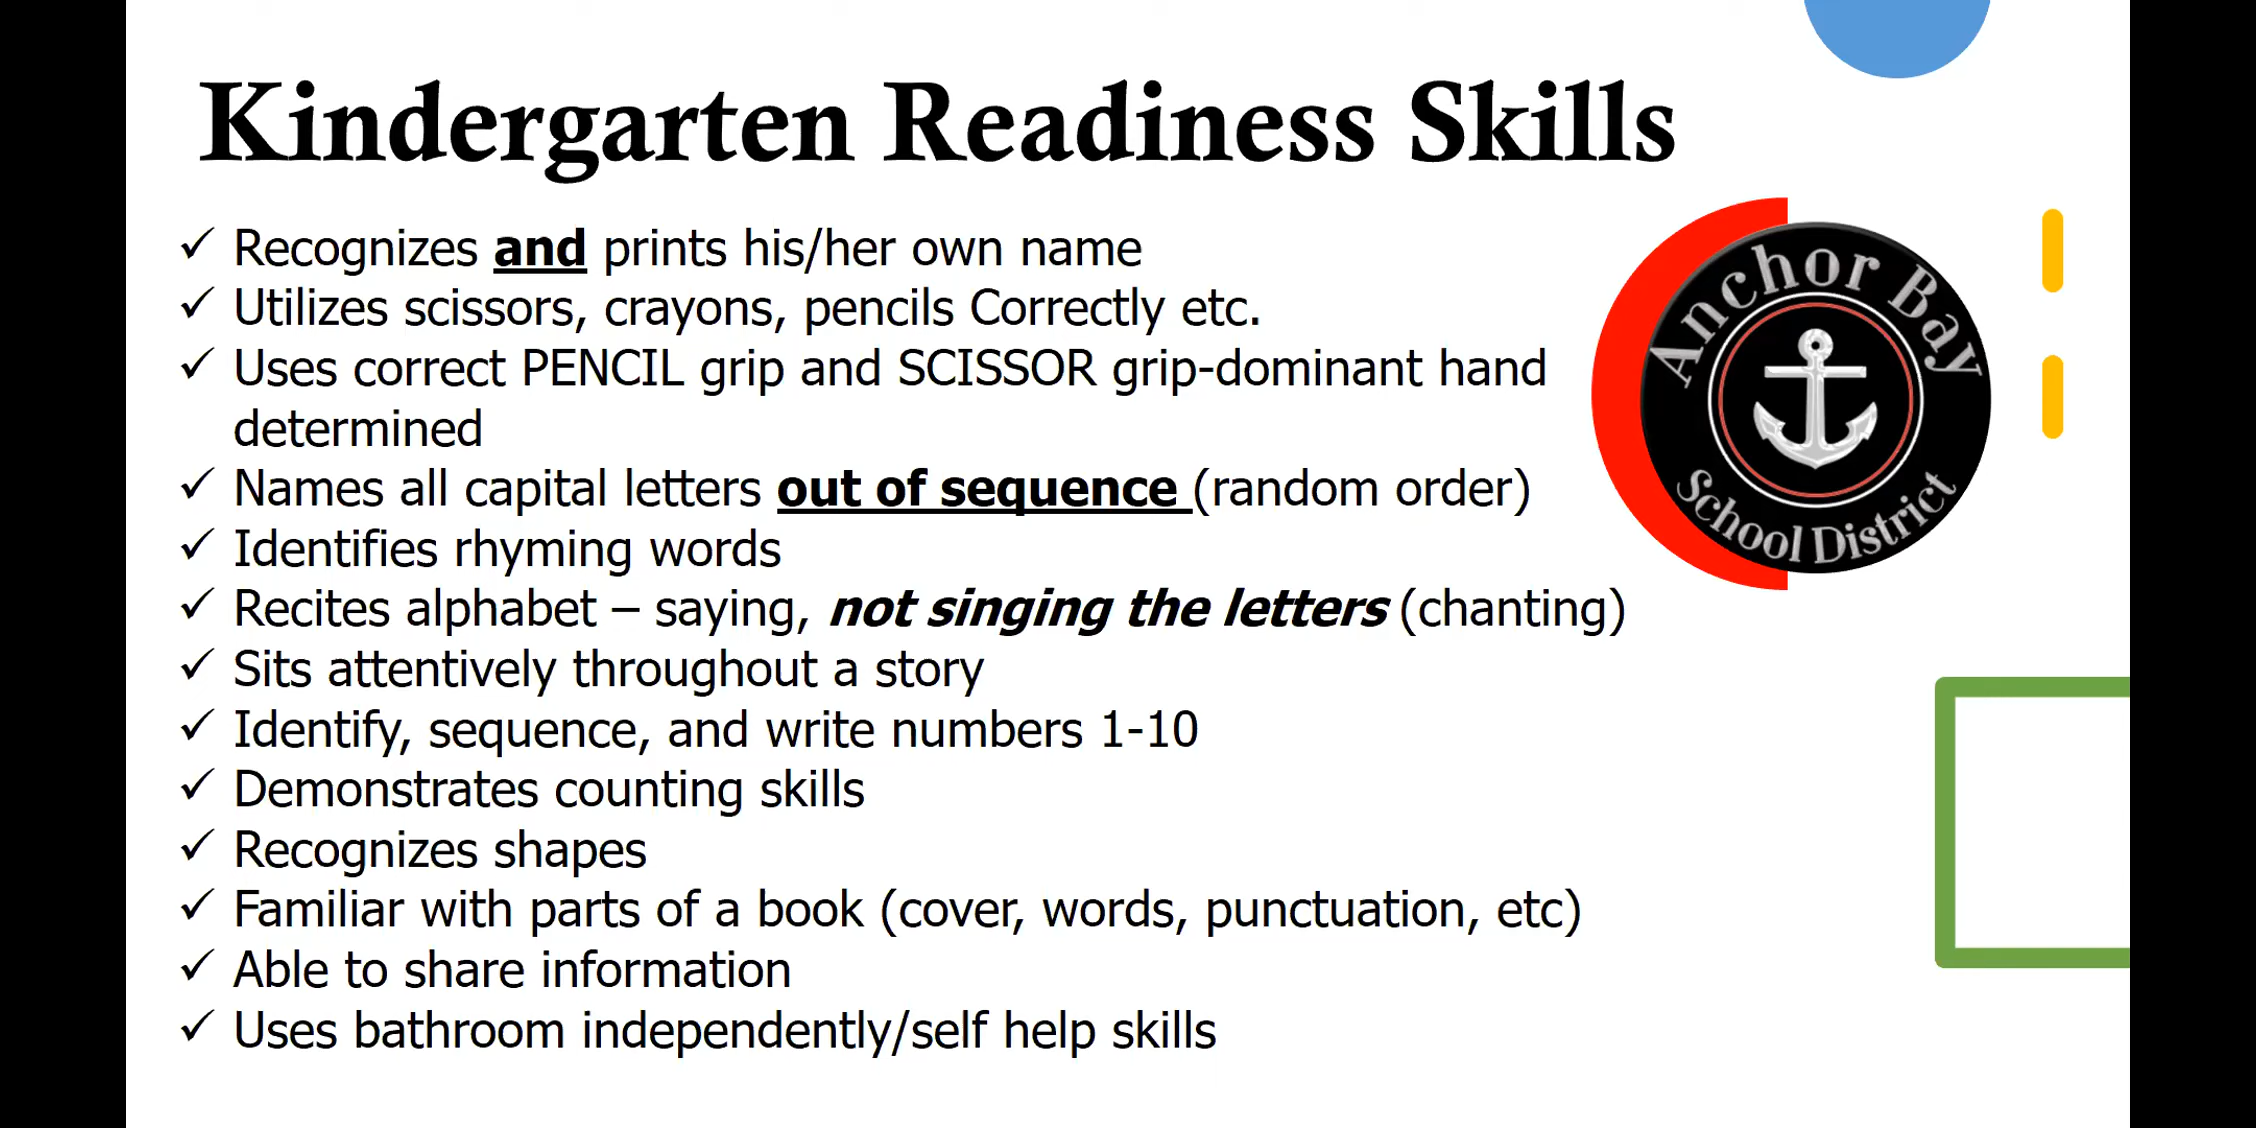 Kindergarten Readiness Skills
✓ Recognizes and prints his/her own name
✓ Utilizes scissors, crayons, pencils Correctly etc.
✓ Uses correct PENCIL grip and SCISSOR grip-dominant hand
determined
✓ Names all capital letters out of sequence (random order)
✓ Identifies rhyming words
✓ Recites alphabet – saying, not singing the letters (chanting)
✓ Sits attentively throughout a story
✓ Identify, sequence, and write numbers 1-10
✓ Demonstrates counting skills
✓ Recognizes shapes
✓ Familiar with parts of a book (cover, words, punctuation, etc)
✓ Able to share information
✓ Uses bathroom independently/self help skills
Anchor Bay
School District